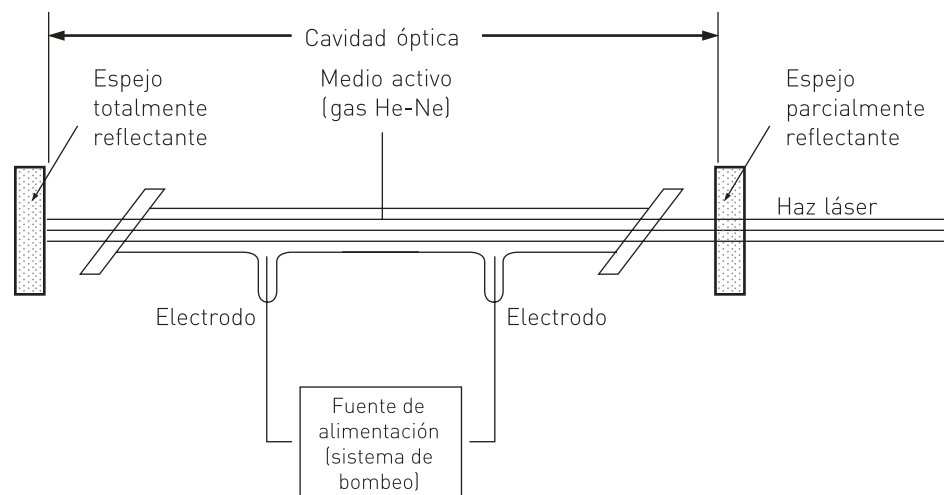 Cavidad óptica
Espejo
totalmente
reflectante
Medio activo
(gas He-Ne)
Espejo
parcialmente
reflectante
Haz láser
Electrodo
Electrodo
Fuente de
alimentación
(sistema de
bombeo)